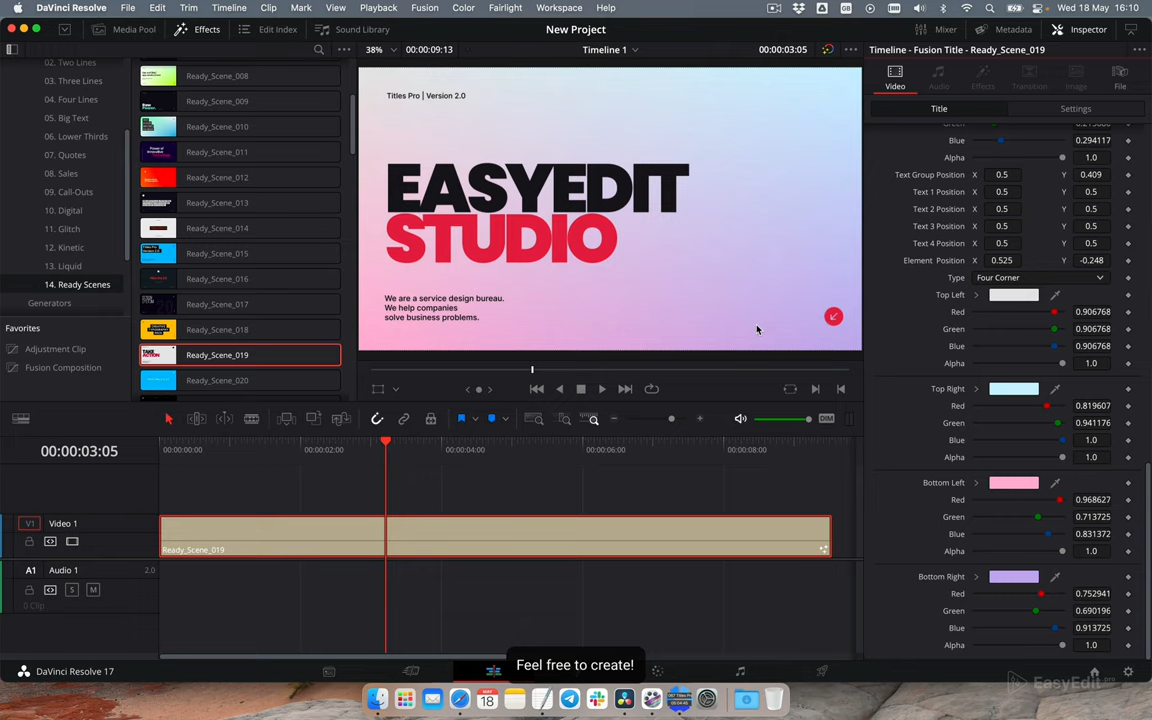 DaVinci Resolve File Edit Trim Timeline Clip Mark View Playback Fusion Color Fairlight Workspace Help Wed 18 May 16:10
Media Pool Effects Edit Index Sound Library New Project Mixer Metadata Inspector
38% 00:00:09:13 Timeline 1 00:00:03:05 Timeline - Fusion Title - Ready_Scene_019
02. Two Lines
03. Three Lines
04. Four Lines
05. Big Text
06. Lower Thirds
07. Quotes
08. Sales
09. Call-Outs
10. Digital
11. Glitch
12. Kinetic
13. Liquid
14. Ready Scenes
Generators
Favorites
Adjustment Clip
Fusion Composition
Ready_Scene_008
Ready_Scene_009
Ready_Scene_010
Ready_Scene_011
Ready_Scene_012
Ready_Scene_013
Ready_Scene_014
Ready_Scene_015
Ready_Scene_016
Ready_Scene_017
Ready_Scene_018
Ready_Scene_019
Ready_Scene_020
TAKE
ACTION
Titles Pro | Version 2.0
EASYEDIT
STUDIO
We are a service design bureau.
We help companies
solve business problems.
Video Audio Effects Transition Image File
Title Settings
Blue 0.294117
Alpha 1.0
Text Group Position X 0.5 Y 0.409
Text 1 Position X 0.5 Y 0.5
Text 2 Position X 0.5 Y 0.5
Text 3 Position X 0.5 Y 0.5
Text 4 Position X 0.5 Y 0.5
Element Position X 0.525 Y -0.248
Type Four Corner
Top Left
Red 0.906768
Green 0.906768
Blue 0.906768
Alpha 1.0
Top Right
Red 0.819607
Green 0.941176
Blue 1.0
Alpha 1.0
Bottom Left
Red 0.968627
Green 0.713725
Blue 0.831372
Alpha 1.0
Bottom Right
Red 0.752941
Green 0.690196
Blue 0.913725
Alpha 1.0
DIM
00:00:03:05 00:00:00:00 00:00:02:00 00:00:04:00 00:00:06:00 00:00:08:00
V1 Video 1
Ready_Scene_019
A1 Audio 1 2.0
S M
0 Clip
Feel free to create!
DaVinci Resolve 17
EasyEdit.pro